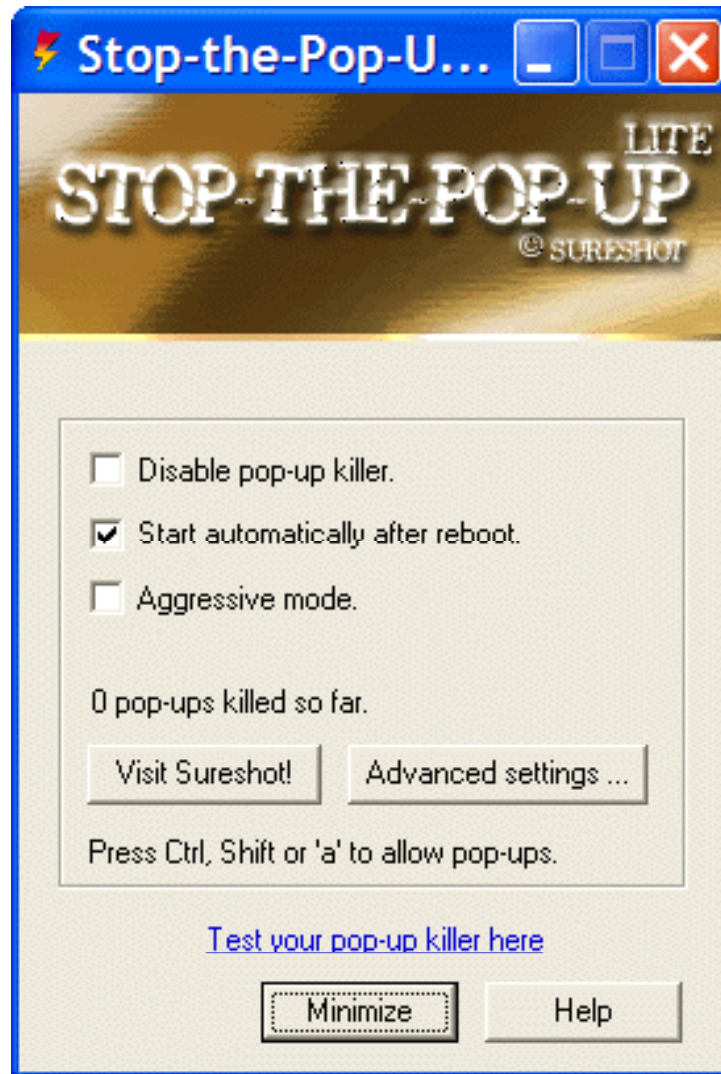 Stop-the-Pop-U...
LITE
STOP-THE-POP-UP
© SURESHOT
Disable pop-up killer.
Start automatically after reboot.
Aggressive mode.
0 pop-ups killed so far.
Visit Sureshot!
Advanced settings ...
Press Ctrl, Shift or 'a' to allow pop-ups.
Test your pop-up killer here
Minimize
Help